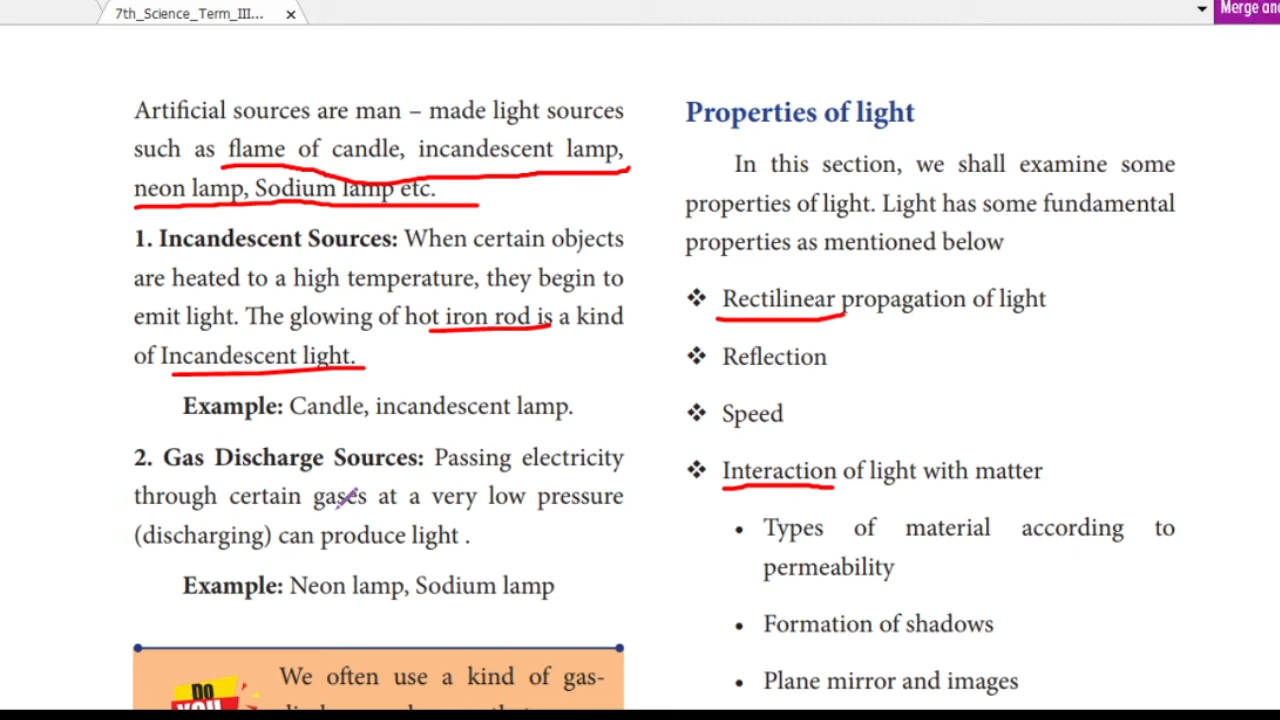 7th_Science_Term_III...
Merge and
Artificial sources are man – made light sources
such as flame of candle, incandescent lamp,
neon lamp, Sodium lamp etc.
1. Incandescent Sources: When certain objects
are heated to a high temperature, they begin to
emit light. The glowing of hot iron rod is a kind
of Incandescent light.
Example: Candle, incandescent lamp.
2. Gas Discharge Sources: Passing electricity
through certain gases at a very low pressure
(discharging) can produce light .
Example: Neon lamp, Sodium lamp
DO
YOU
We often use a kind of gas-
Properties of light
In this section, we shall examine some
properties of light. Light has some fundamental
properties as mentioned below
❖ Rectilinear propagation of light
❖ Reflection
❖ Speed
❖ Interaction of light with matter
• Types of material according to
permeability
• Formation of shadows
• Plane mirror and images